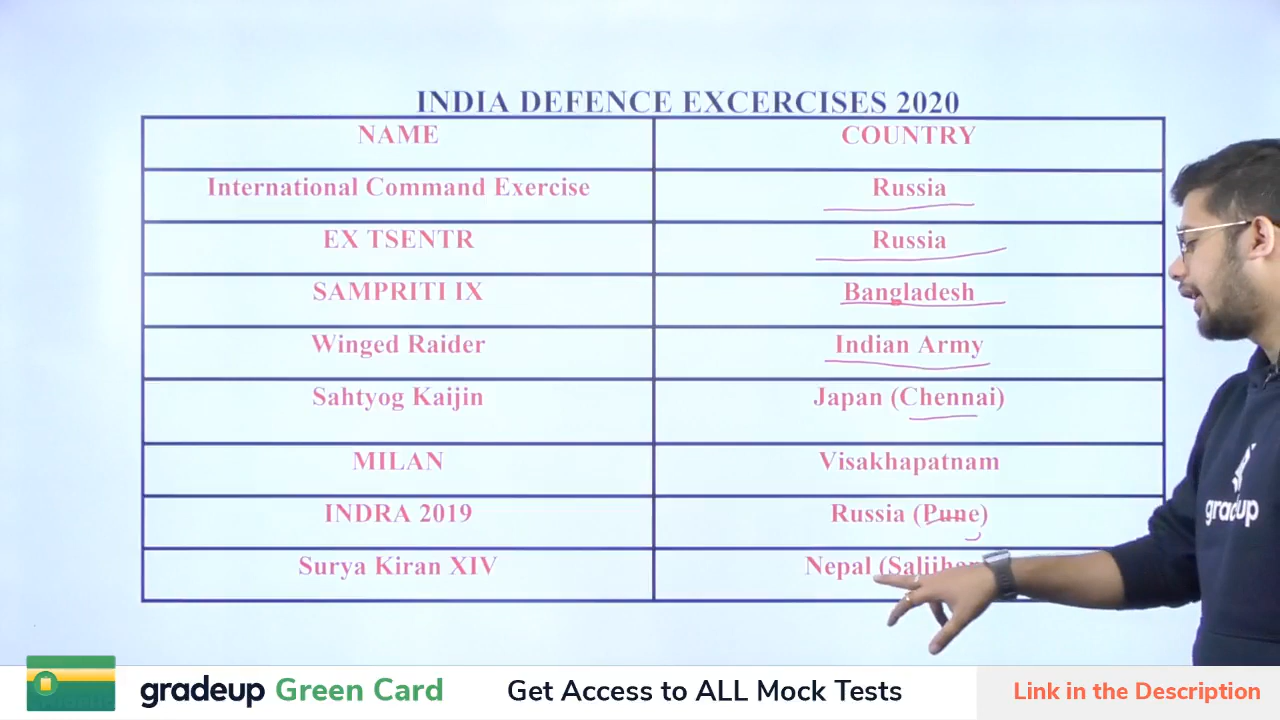 INDIA DEFENCE EXCERCISES 2020
NAME COUNTRY
International Command Exercise Russia
EX TSENTR Russia
SAMPRITI IX Bangladesh
Winged Raider Indian Army
Sahtyog Kaijin Japan (Chennai)
MILAN Visakhapatnam
INDRA 2019 Russia (Pune)
Surya Kiran XIV Nepal
gradeup
gradeup Green Card Get Access to ALL Mock Tests Link in the Description